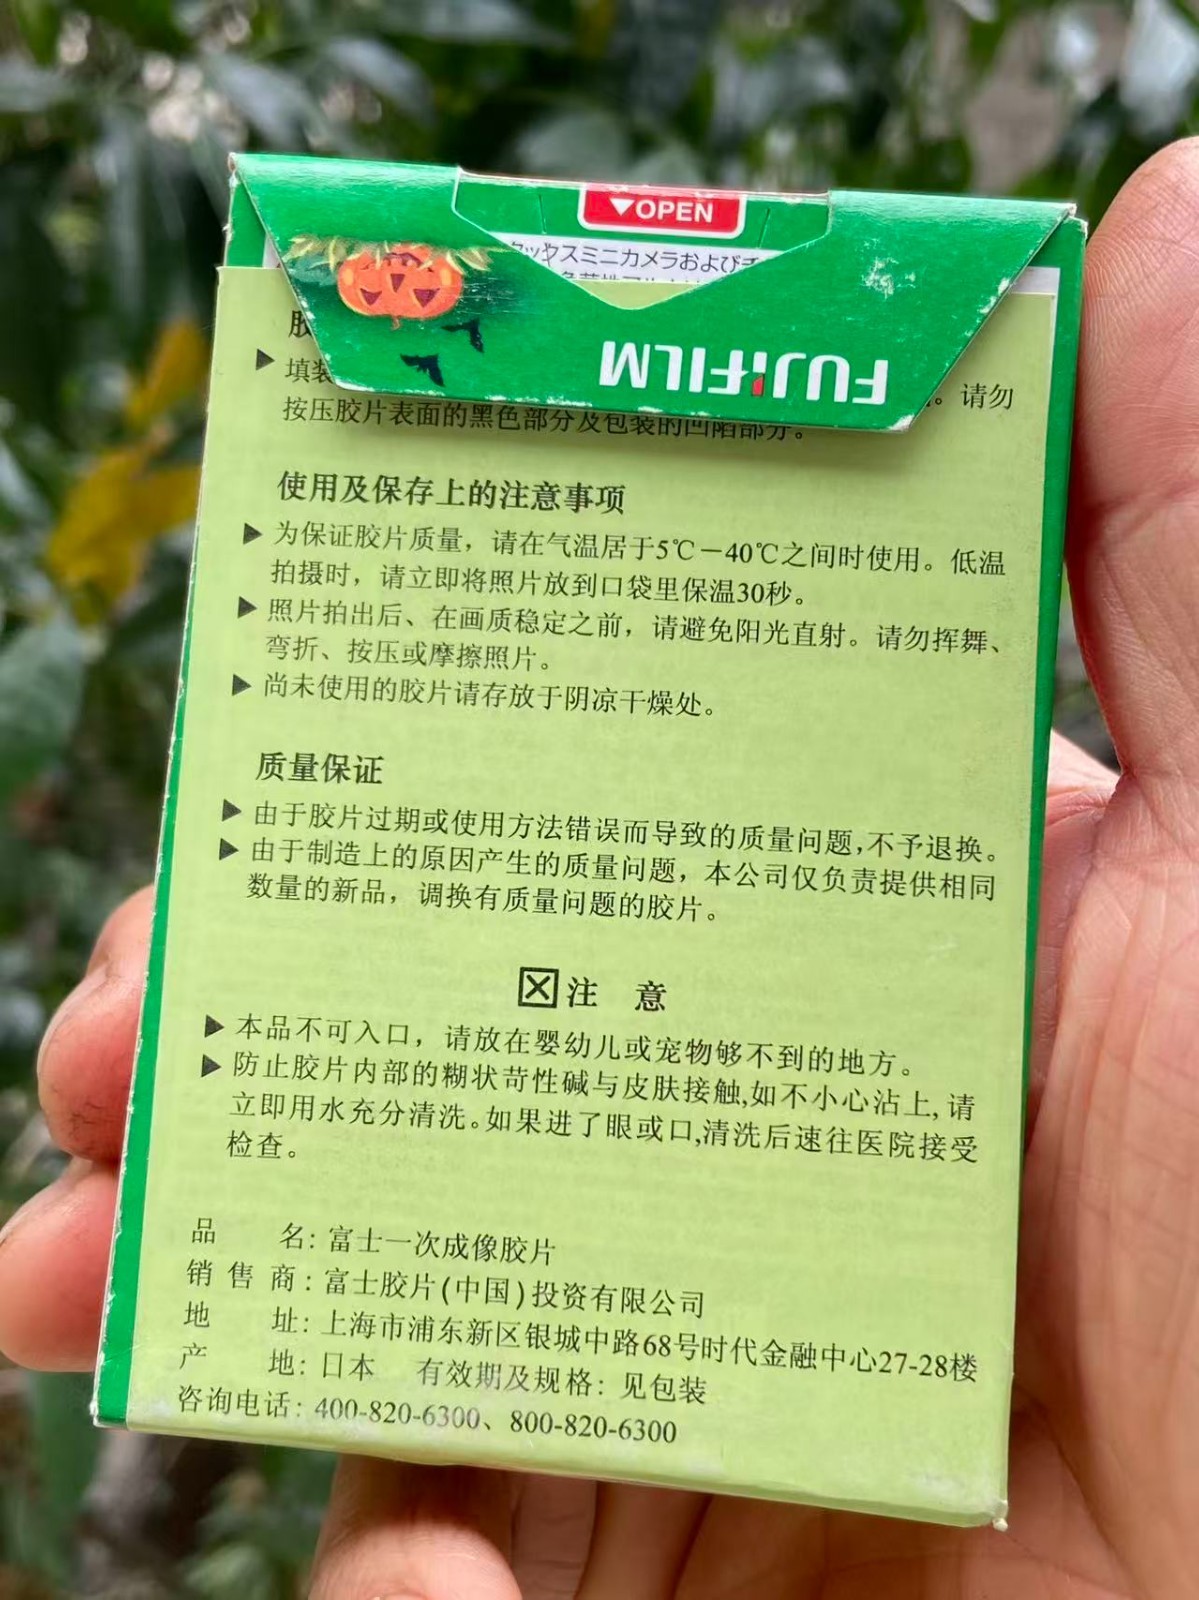 ▼OPEN
ックスミニカメラおよびチ
FUJIFILM
胶
▶ 填装
。请勿
按压胶片表面的黑色部分及包装的凹陷部分。
使用及保存上的注意事项
▶ 为保证胶片质量，请在气温居于5℃－40℃之间时使用。低温
拍摄时，请立即将照片放到口袋里保温30秒。
▶ 照片拍出后、在画质稳定之前，请避免阳光直射。请勿挥舞、
弯折、按压或摩擦照片。
▶ 尚未使用的胶片请存放于阴凉干燥处。
质量保证
▶ 由于胶片过期或使用方法错误而导致的质量问题,不予退换。
▶ 由于制造上的原因产生的质量问题，本公司仅负责提供相同
数量的新品，调换有质量问题的胶片。
☒注 意
▶ 本品不可入口，请放在婴幼儿或宠物够不到的地方。
▶ 防止胶片内部的糊状苛性碱与皮肤接触,如不小心沾上,请
立即用水充分清洗。如果进了眼或口,清洗后速往医院接受
检查。
品 名: 富士一次成像胶片
销 售 商: 富士胶片(中国)投资有限公司
地 址: 上海市浦东新区银城中路68号时代金融中心27-28楼
产 地: 日本 有效期及规格: 见包装
咨询电话: 400-820-6300、800-820-6300